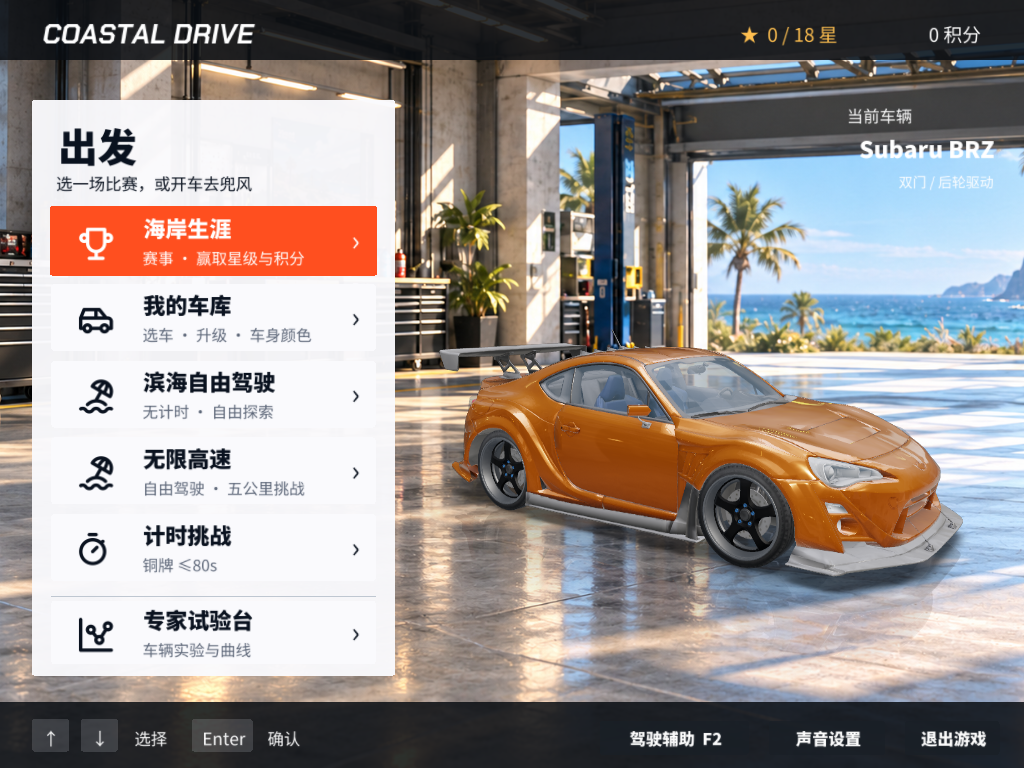 COASTAL DRIVE
★ 0 / 18 星
0 积分
出发
选一场比赛，或开车去兜风
海岸生涯
赛事 · 赢取星级与积分
我的车库
选车 · 升级 · 车身颜色
滨海自由驾驶
无计时 · 自由探索
无限高速
自由驾驶 · 五公里挑战
计时挑战
铜牌 ≤80s
专家试验台
车辆实验与曲线
当前车辆
Subaru BRZ
双门 / 后轮驱动
↑ ↓ 选择 Enter 确认
驾驶辅助 F2
声音设置
退出游戏